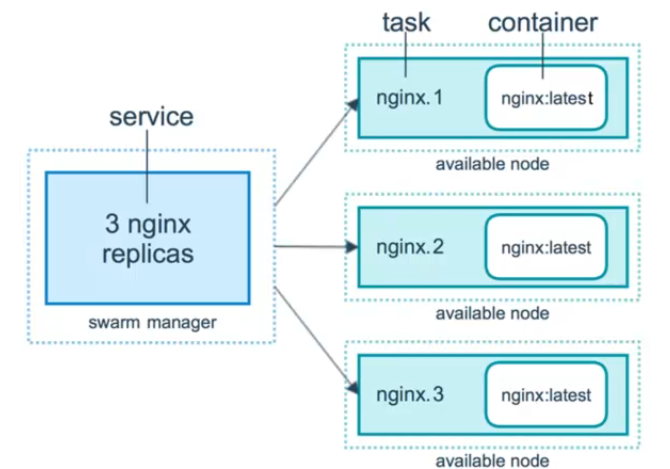 task
container
nginx.1
nginx:latest
available node
service
3 nginx
replicas
swarm manager
nginx.2
nginx:latest
available node
nginx.3
nginx:latest
available node